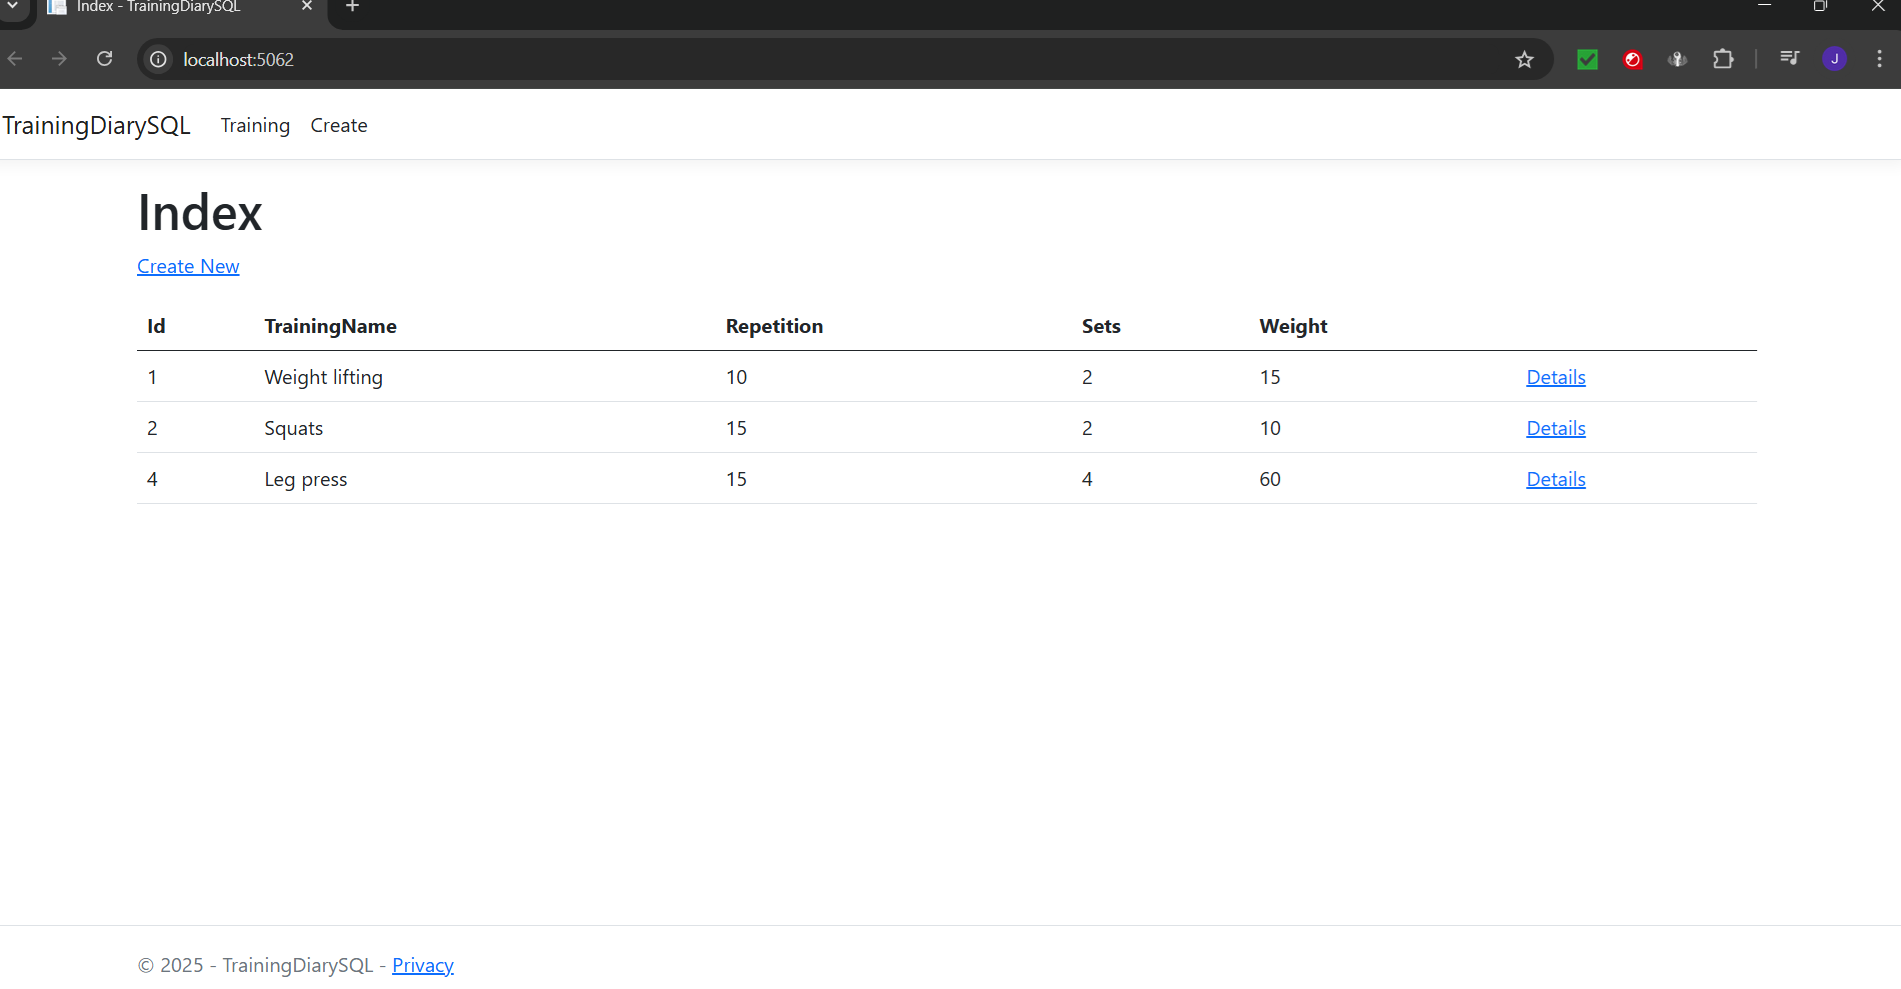 Index - TrainingDiarySQL
localhost:5062
J
TrainingDiarySQL Training Create
Index
Create New
Id TrainingName Repetition Sets Weight
1 Weight lifting 10 2 15 Details
2 Squats 15 2 10 Details
4 Leg press 15 4 60 Details
© 2025 - TrainingDiarySQL - Privacy